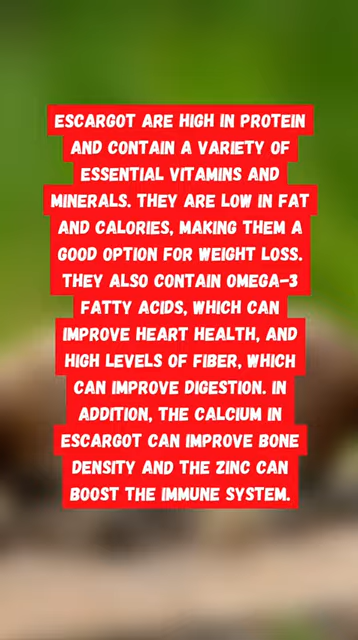 ESCARGOT ARE HIGH IN PROTEIN
AND CONTAIN A VARIETY OF
ESSENTIAL VITAMINS AND
MINERALS. THEY ARE LOW IN FAT
AND CALORIES, MAKING THEM A
GOOD OPTION FOR WEIGHT LOSS.
THEY ALSO CONTAIN OMEGA-3
FATTY ACIDS, WHICH CAN
IMPROVE HEART HEALTH, AND
HIGH LEVELS OF FIBER, WHICH
CAN IMPROVE DIGESTION. IN
ADDITION, THE CALCIUM IN
ESCARGOT CAN IMPROVE BONE
DENSITY AND THE ZINC CAN
BOOST THE IMMUNE SYSTEM.